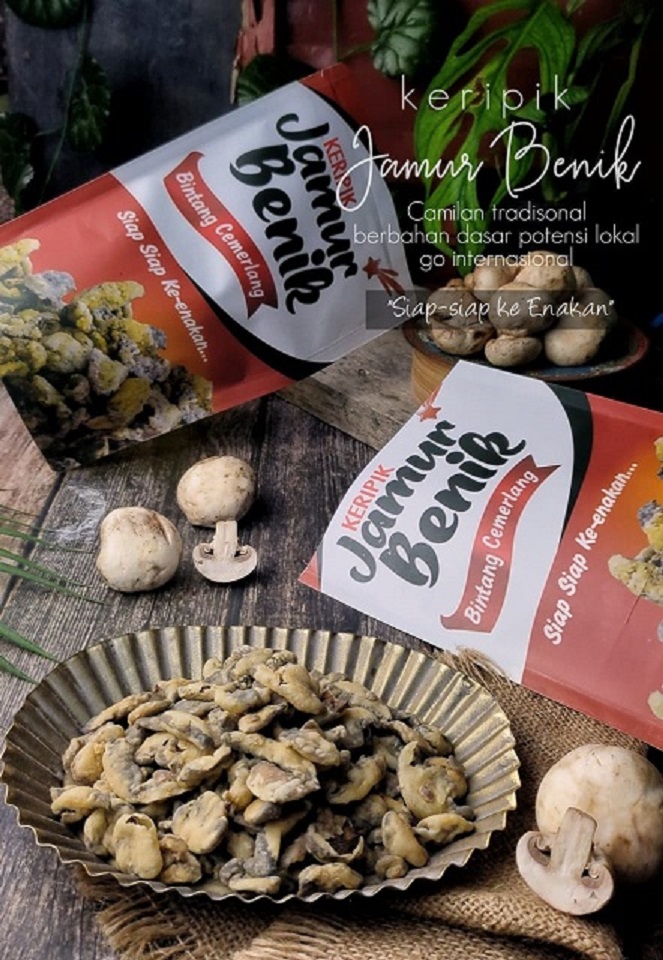 keripik
Jamur Benik
Camilan tradisonal
berbahan dasar potensi lokal
go internasional
"Siap-siap ke Enakan"
KERIPIK
Jamur
Benik
Bintang Cemerlang
Siap Siap Ke-enakan...
KERIPIK
Jamur
Benik
Bintang Cemerlang
Siap Siap Ke-enakan...